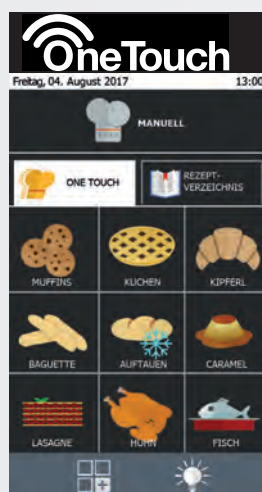 OneTouch
Freitag, 04. August 2017 13:00
MANUELL
ONE TOUCH
REZEPT-
VERZEICHNIS
MUFFINS KUCHEN KIPFERL
BAGUETTE AUFTAUEN CARAMEL
LASAGNE HUHN FISCH